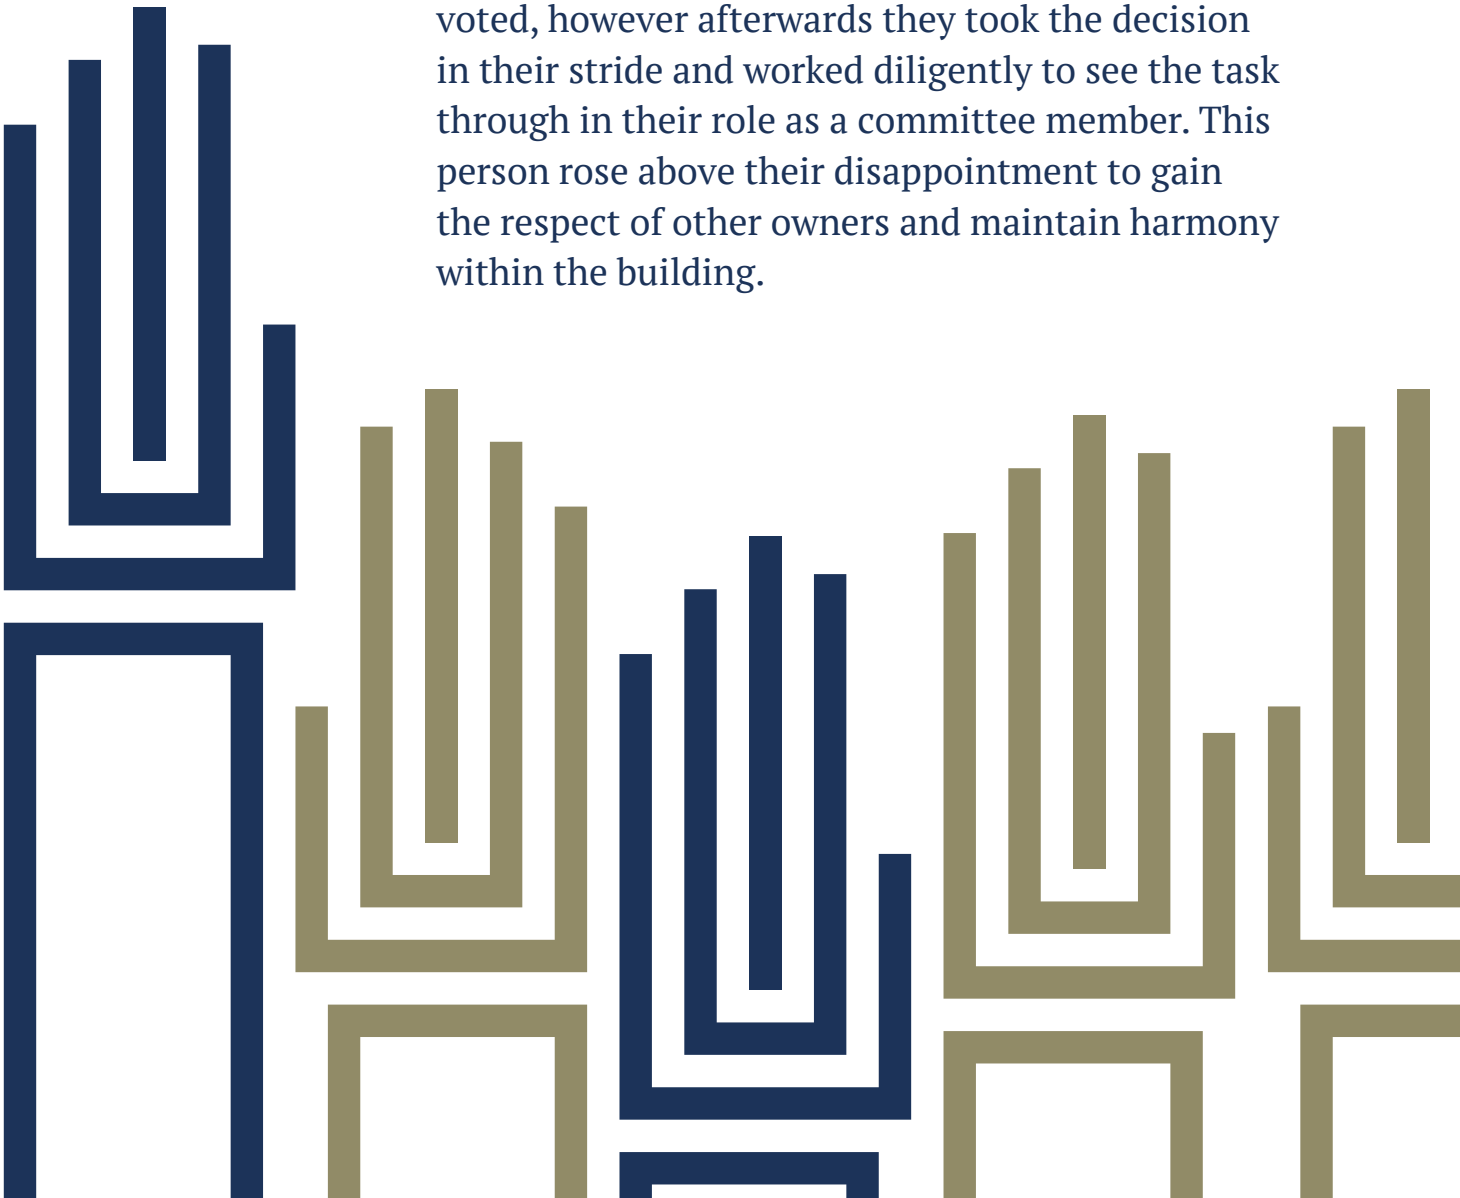 voted, however afterwards they took the decision
in their stride and worked diligently to see the task
through in their role as a committee member. This
person rose above their disappointment to gain
the respect of other owners and maintain harmony
within the building.